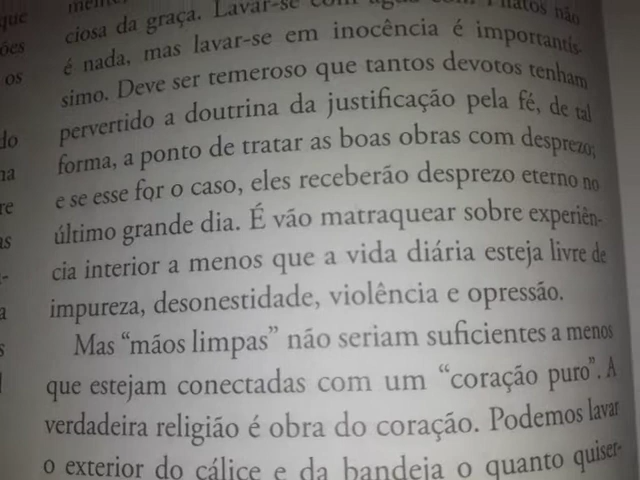 ciosa da graça. Lavar-se com água com Pilatos não
é nada, mas lavar-se em inocência é importantís-
simo. Deve ser temeroso que tantos devotos tenham
pervertido a doutrina da justificação pela fé, de tal
forma, a ponto de tratar as boas obras com desprezo;
e se esse for o caso, eles receberão desprezo eterno no
último grande dia. É vão matraquear sobre experiên-
cia interior a menos que a vida diária esteja livre de
impureza, desonestidade, violência e opressão.
Mas “mãos limpas” não seriam suficientes a menos
que estejam conectadas com um “coração puro”. A
verdadeira religião é obra do coração. Podemos lavar
o exterior do cálice e da bandeja o quanto quiser-